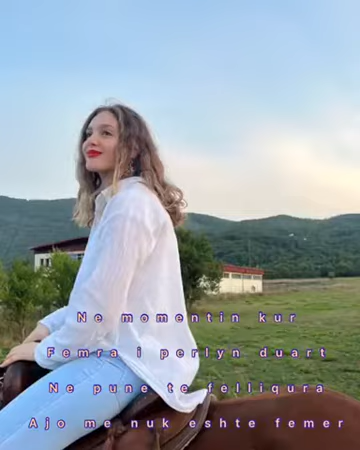 Ne momentin kur
Femra i perlyn duart
Ne pune te felliqura
Ajo me nuk eshte femer